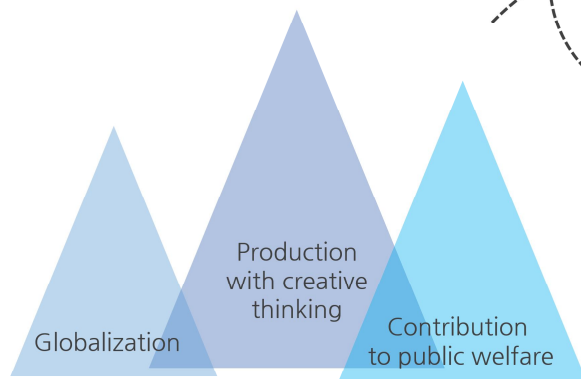 Production
with creative
thinking
Globalization
Contribution
to public welfare